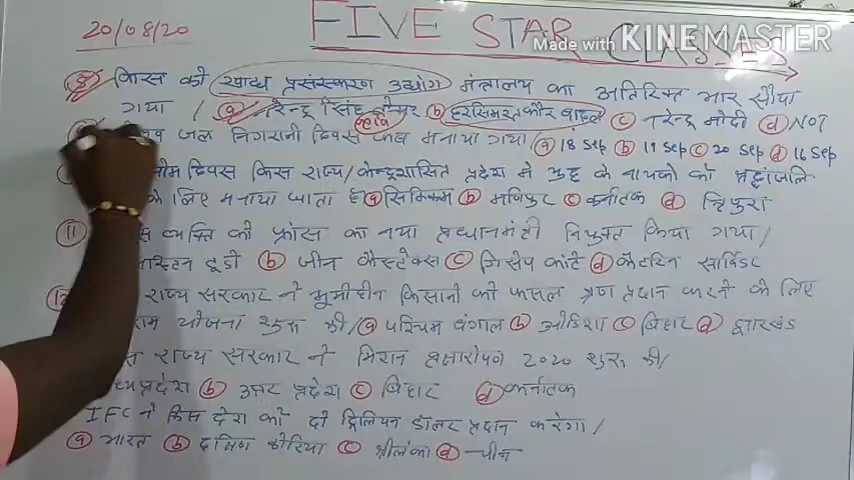 FIVE STAR CLASSES
20/08/20
Made with KINEMASTER
8 किस को खाद्य प्रसंस्करण उद्योग मंत्रालय का अतिरिक्त भार सौंपा
गया / a नरेन्द्र सिंह तोमर b हरसिमरत कौर बादल c नरेन्द्र मोदी d NOT
जल निगरानी दिवस कब मनाया गया a 18 Sep b 19 Sep c 20 Sep d 16 Sep
दिवस किस राज्य/केन्द्रशासित प्रदेश में युद्ध के नायकों को श्रद्धांजलि
के लिए मनाया जाता है a सिक्किम b मणिपुर c कर्नाटक d त्रिपुरा
11 व्यक्ति को फ्रांस का नया प्रधानमंत्री नियुक्त किया गया/
b जीन कैस्टेक्स c d
12 राज्य सरकार ने भूमीहीन किसानों को फसल ऋण प्रदान करने के लिए
योजना शुरू की/ a पश्चिम बंगाल b ओडिशा c बिहार d झारखंड
राज्य सरकार ने मिशन वृक्षारोपण 2020 शुरू की/
b उत्तर प्रदेश c बिहार d कर्नाटक
IFC ने किस देश को दो ट्रिलियन डॉलर प्रदान करेगा/
a भारत b दक्षिण कोरिया c श्रीलंका d चीन